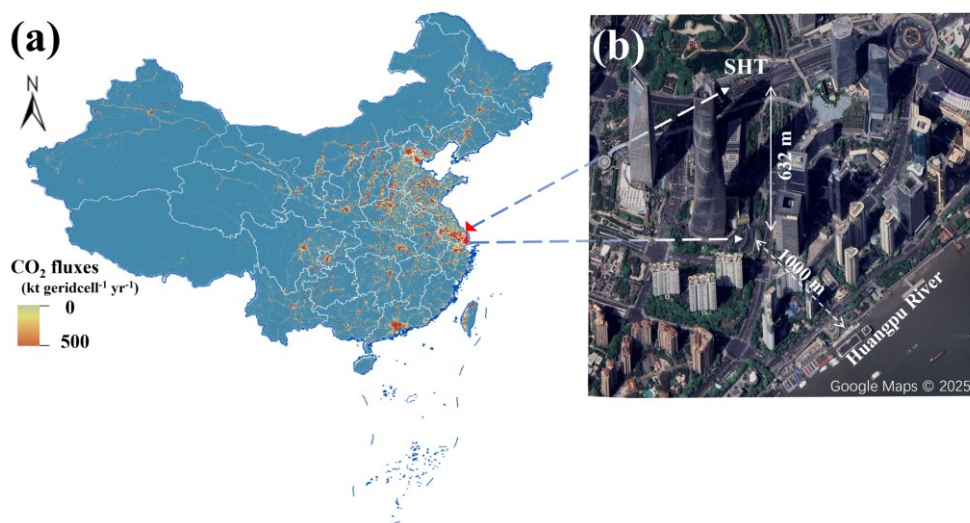 (a)
N
CO₂ fluxes
(kt geridcell⁻¹ yr⁻¹)
0
500
(b)
SHT
632 m
1000 m
Huangpu River
Google Maps © 2025